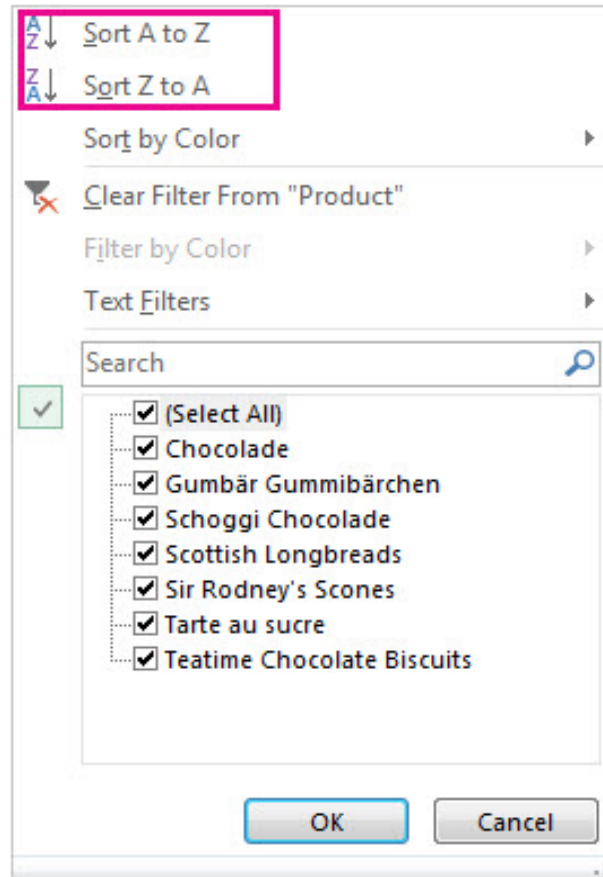 Sort A to Z
Sort Z to A
Sort by Color
Clear Filter From "Product"
Filter by Color
Text Filters
Search
(Select All)
Chocolade
Gumbär Gummibärchen
Schoggi Chocolade
Scottish Longbreads
Sir Rodney's Scones
Tarte au sucre
Teatime Chocolate Biscuits
OK
Cancel